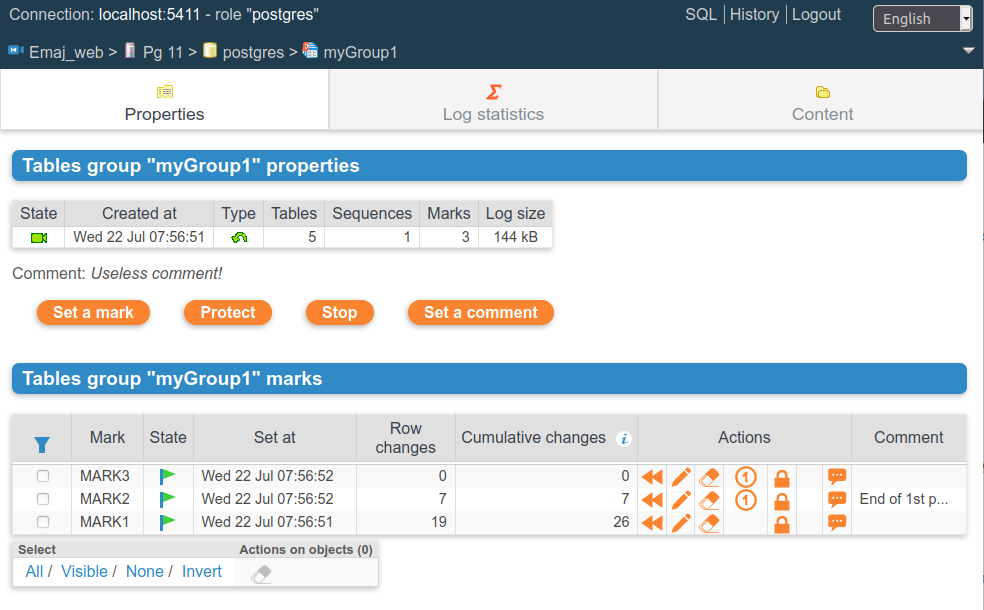 Connection: localhost:5411 - role "postgres" SQL History Logout English
Emaj_web > Pg 11 > postgres > myGroup1
Properties Log statistics Content
Tables group "myGroup1" properties
State Created at Type Tables Sequences Marks Log size
Wed 22 Jul 07:56:51 5 1 3 144 kB
Comment: Useless comment!
Set a mark Protect Stop Set a comment
Tables group "myGroup1" marks
Mark State Set at Row changes Cumulative changes i Actions Comment
MARK3 Wed 22 Jul 07:56:52 0 0 1
MARK2 Wed 22 Jul 07:56:52 7 7 1 End of 1st p...
MARK1 Wed 22 Jul 07:56:51 19 26
Select Actions on objects (0)
All / Visible / None / Invert